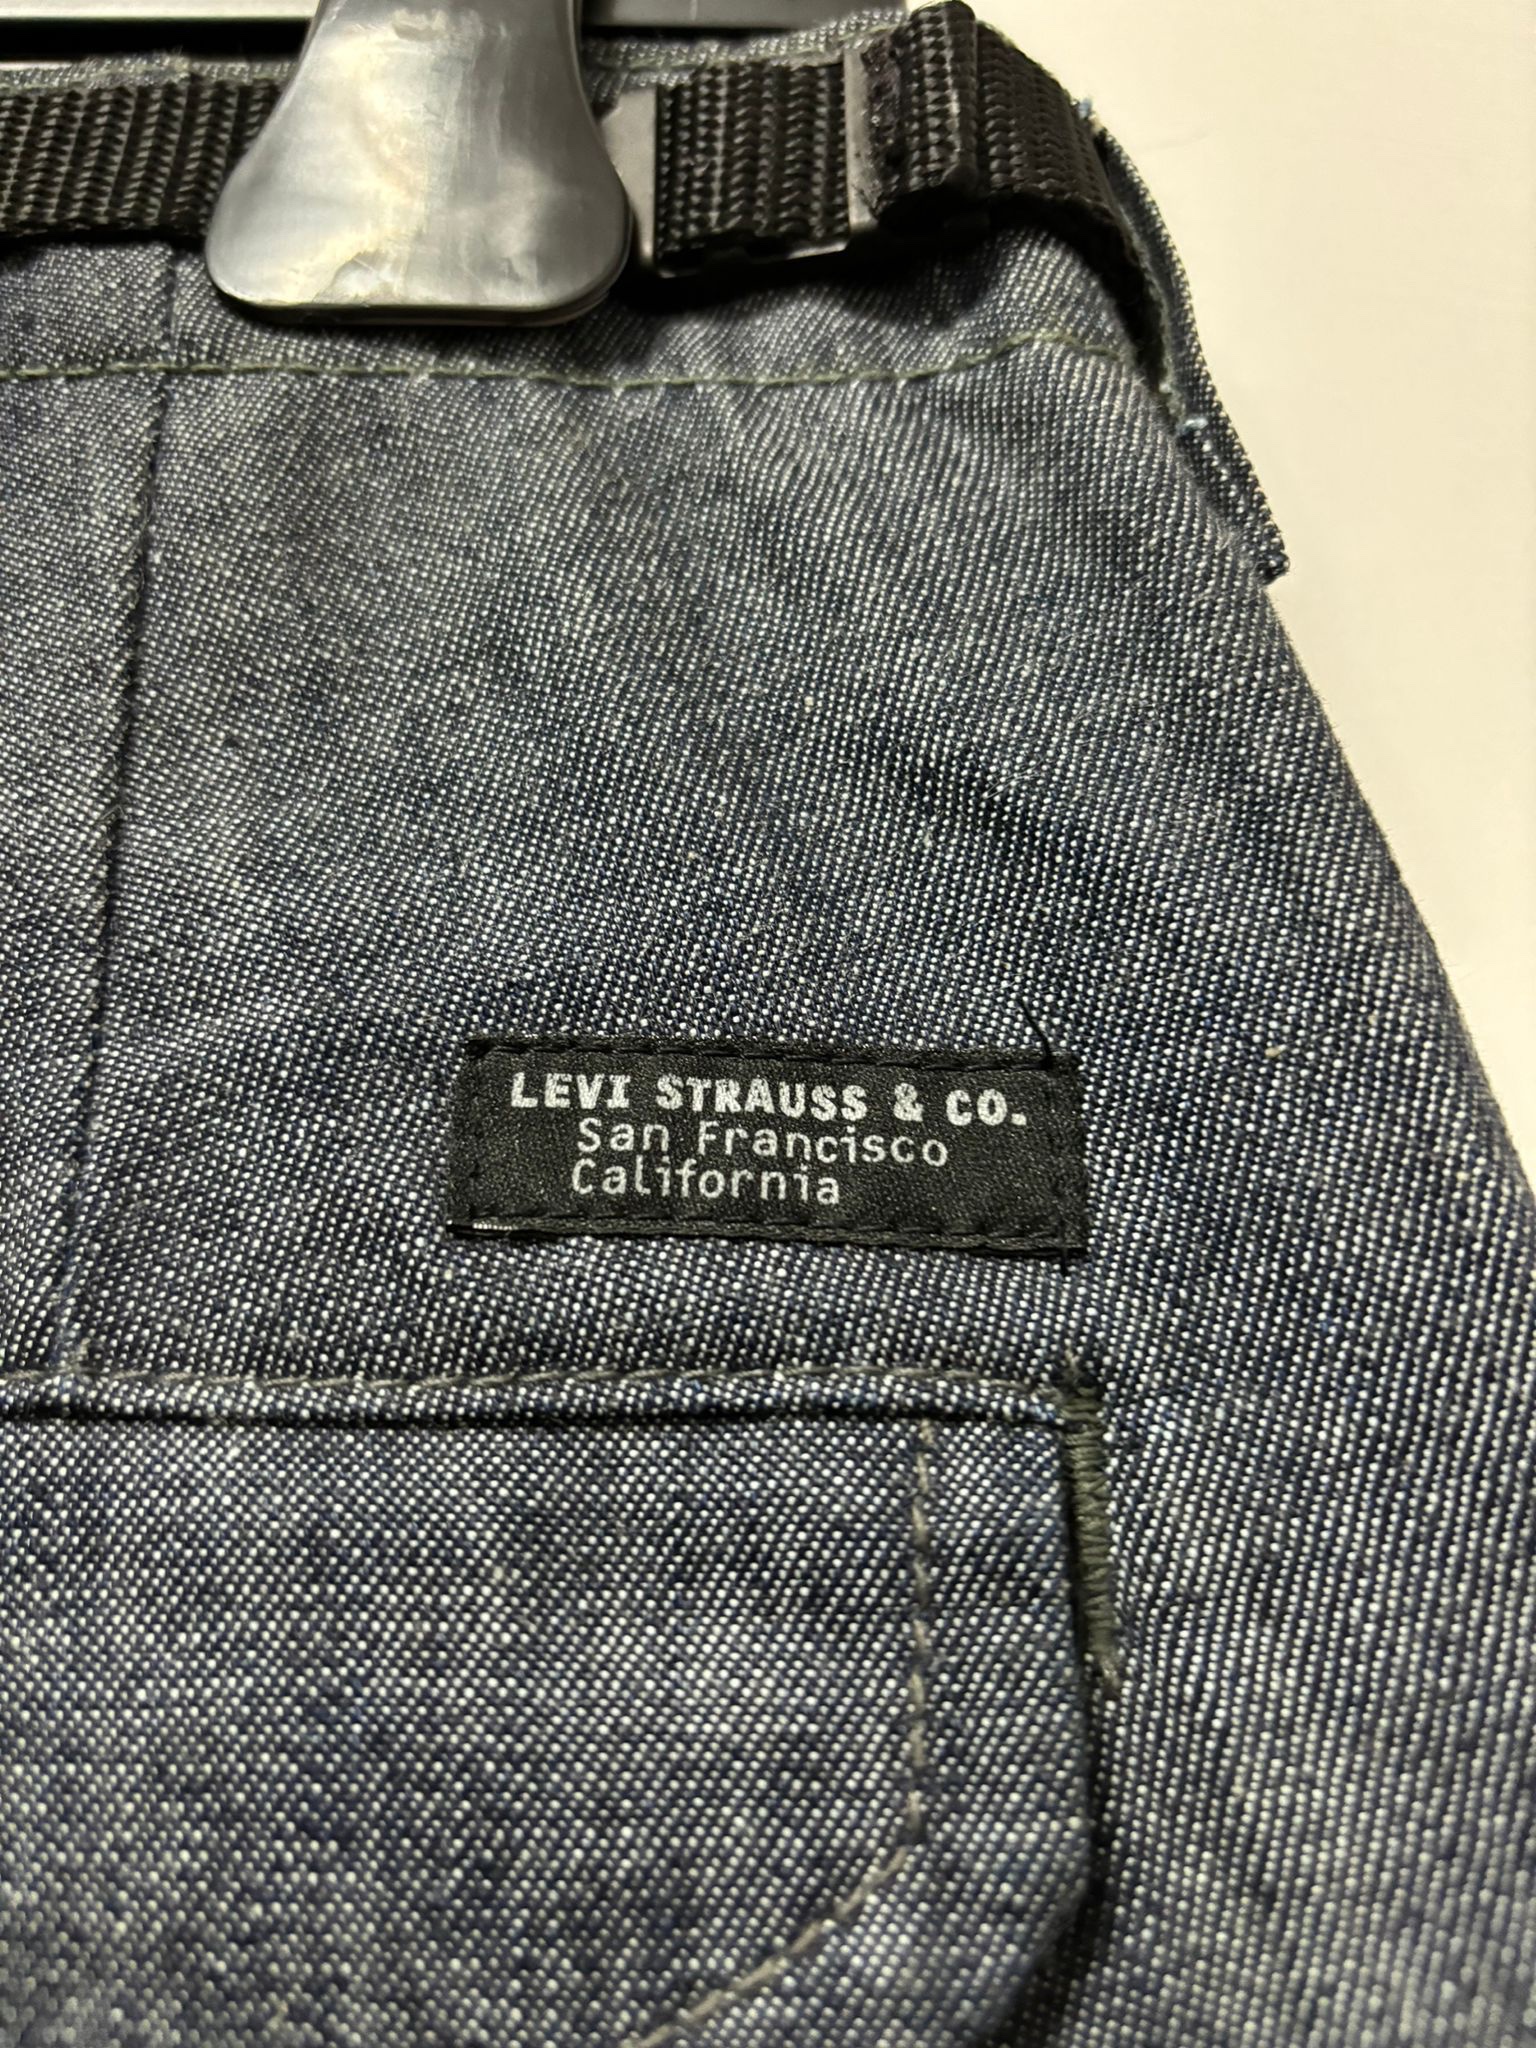 LEVI STRAUSS & CO.
San Francisco
California